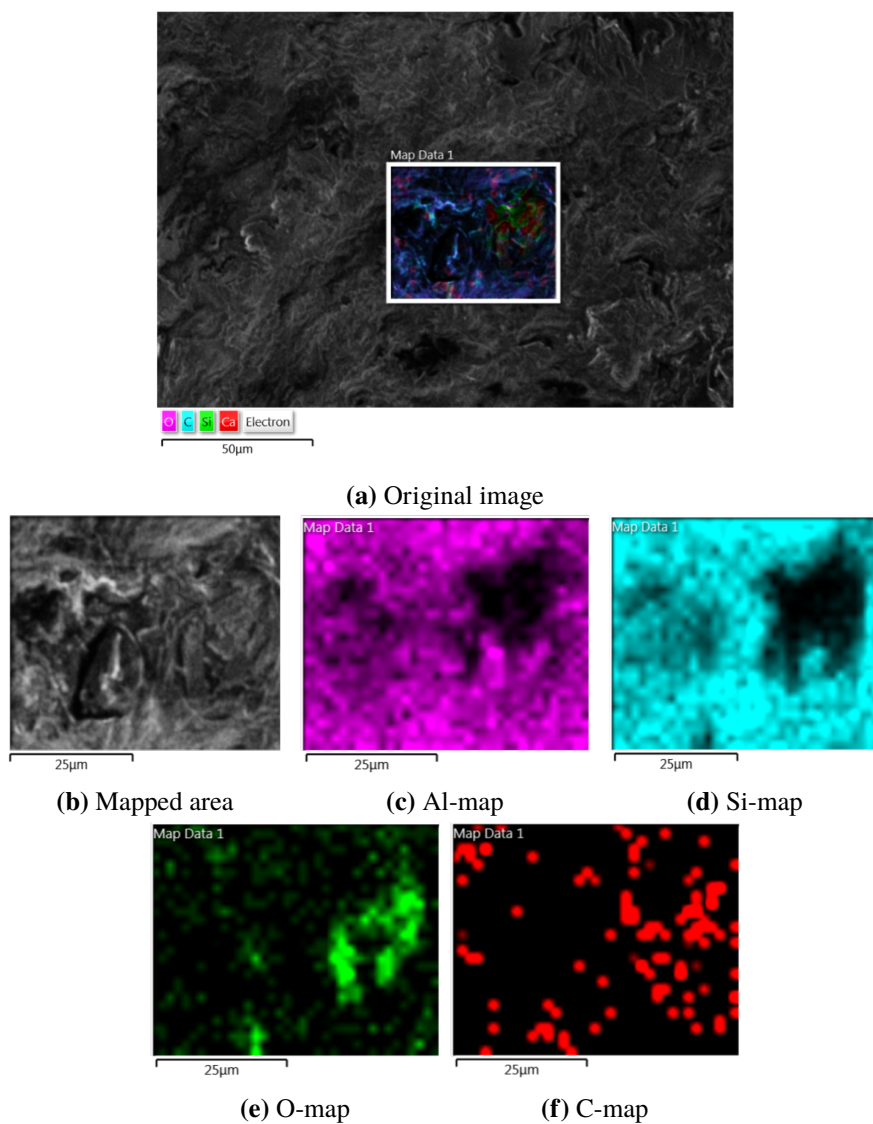 Map Data 1
O C Si Ca Electron
50μm
(a) Original image
Map Data 1
Map Data 1
25μm
25μm
25μm
(b) Mapped area
(c) Al-map
(d) Si-map
Map Data 1
Map Data 1
25μm
25μm
(e) O-map
(f) C-map